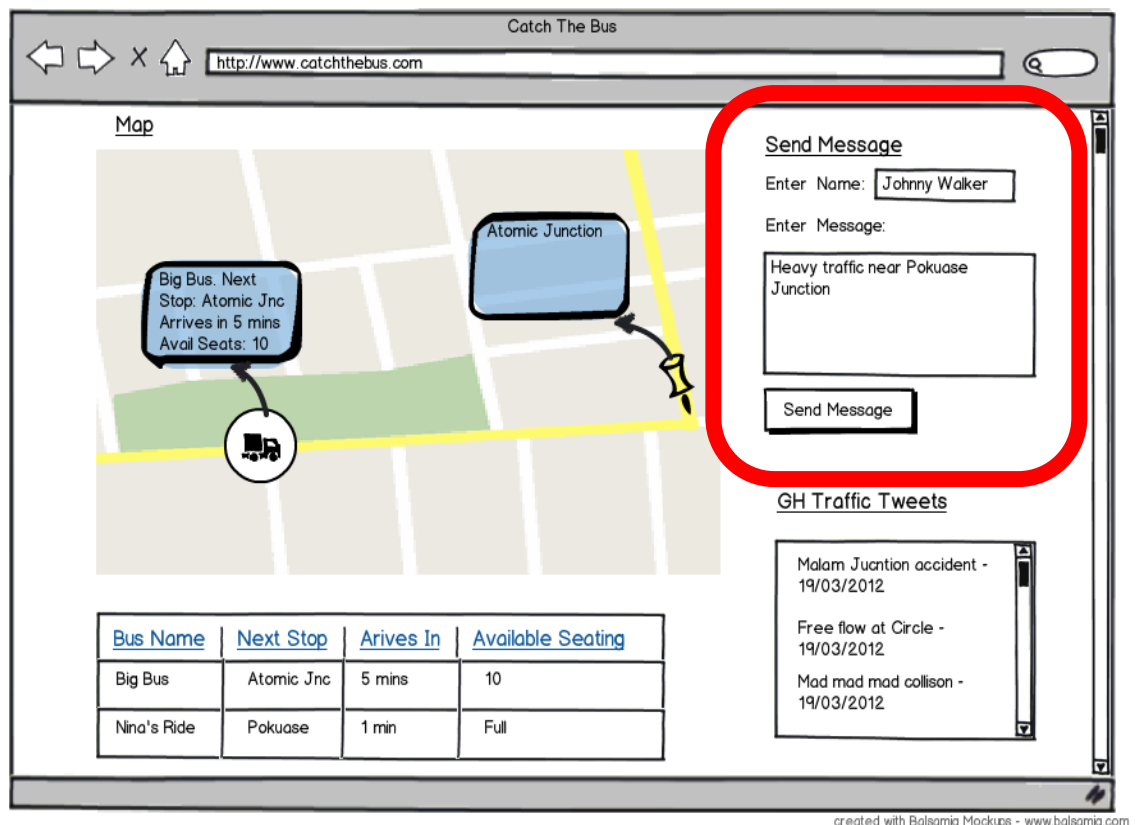 Catch The Bus
http://www.catchthebus.com
Map
Big Bus. Next
Stop: Atomic Jnc
Arrives in 5 mins
Avail Seats: 10
Atomic Junction
Send Message
Enter Name: Johnny Walker
Enter Message:
Heavy traffic near Pokuase
Junction
Send Message
GH Traffic Tweets
Malam Jucntion accident -
19/03/2012
Free flow at Circle -
19/03/2012
Mad mad mad collison -
19/03/2012
Bus Name Next Stop Arives In Available Seating
Big Bus Atomic Jnc 5 mins 10
Nina's Ride Pokuase 1 min Full
created with Balsamiq Mockups - www.balsamiq.com